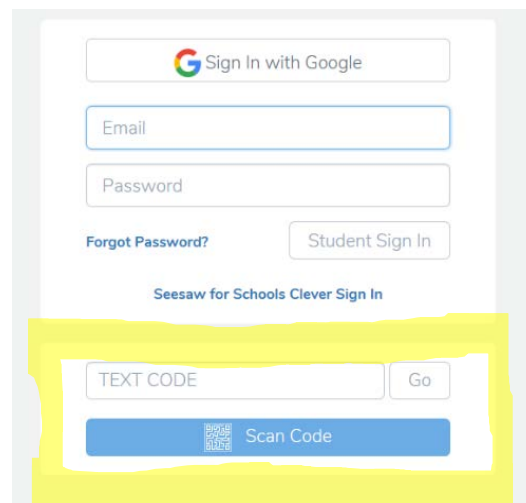 Sign In with Google
Email
Password
Forgot Password? Student Sign In
Seesaw for Schools Clever Sign In
TEXT CODE Go
Scan Code